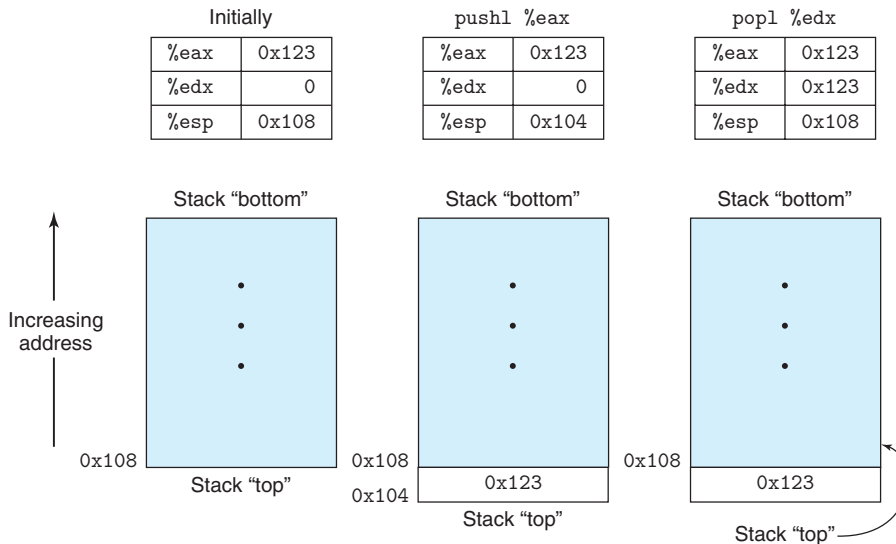 Initially
%eax 0x123
%edx 0
%esp 0x108
pushl %eax
%eax 0x123
%edx 0
%esp 0x104
popl %edx
%eax 0x123
%edx 0x123
%esp 0x108
Increasing
address
Stack “bottom”
0x108
Stack “top”
Stack “bottom”
0x108
0x123
0x104
Stack “top”
Stack “bottom”
0x108
0x123
Stack “top”